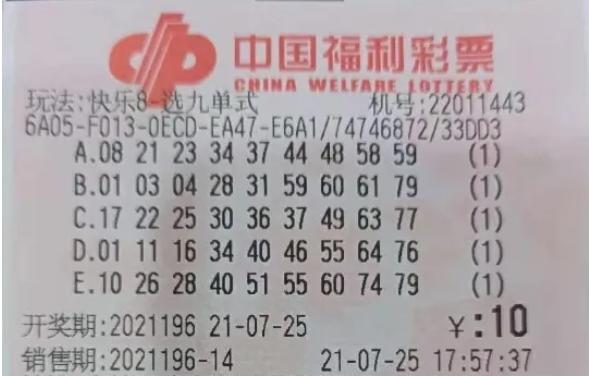 中国福利彩票
CHINA WELFARE LOTTERY
玩法:快乐8-选九单式 机号:22011443
6A05-F013-0ECD-EA47-E6A1/74746872/33DD3
A.08 21 23 34 37 44 48 58 59 (1)
B.01 03 04 28 31 59 60 61 79 (1)
C.17 22 25 30 36 37 49 63 77 (1)
D.01 11 16 34 40 46 55 64 76 (1)
E.10 26 28 40 51 55 60 74 79 (1)
开奖期:2021196 21-07-25 ￥:10
销售期:2021196-14 21-07-25 17:57:37